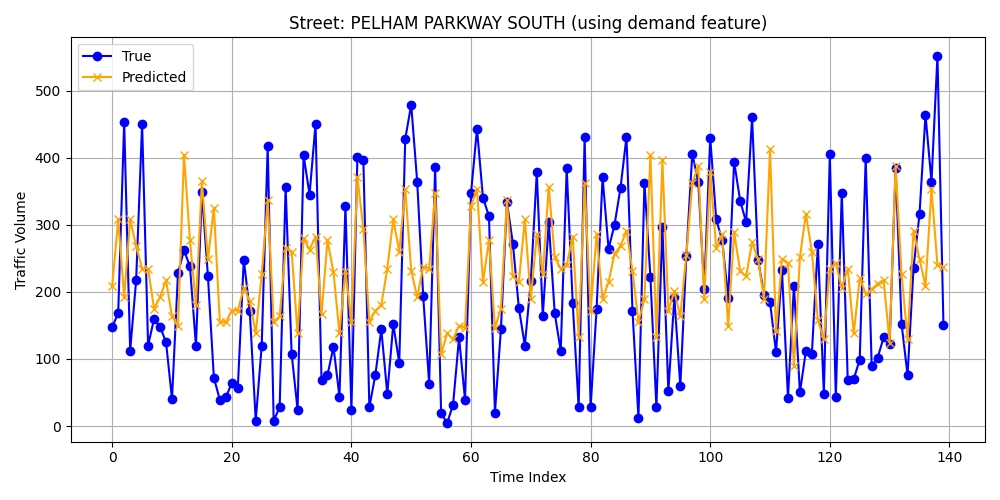 Street: PELHAM PARKWAY SOUTH (using demand feature)
True
Predicted
Traffic Volume
500
400
300
200
100
0
0 20 40 60 80 100 120 140
Time Index